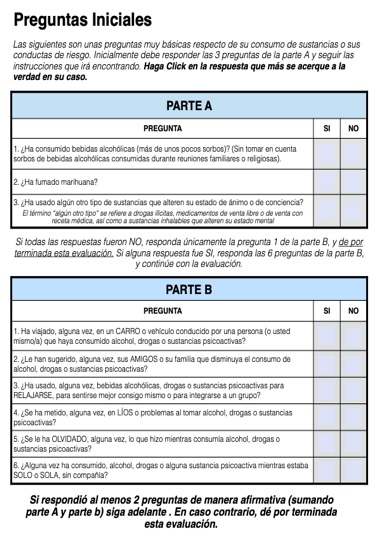 Preguntas Iniciales
Las siguientes son unas preguntas muy básicas respecto de su consumo de sustancias o sus
conductas de riesgo. Inicialmente debe responder las 3 preguntas de la parte A y seguir las
instrucciones que irá encontrando. Haga Click en la respuesta que más se acerque a la
verdad en su caso.
PARTE A
PREGUNTA SI NO
1. ¿Ha consumido bebidas alcohólicas (más de unos pocos sorbos)? (Sin tomar en cuenta
sorbos de bebidas alcohólicas consumidas durante reuniones familiares o religiosas).
2. ¿Ha fumado marihuana?
3. ¿Ha usado algún otro tipo de sustancias que alteren su estado de ánimo o de conciencia?
El término "algún otro tipo" se refiere a drogas ilícitas, medicamentos de venta libre o de venta con
receta médica, así como a sustancias inhalables que alteren su estado mental
Si todas las respuestas fueron NO, responda únicamente la pregunta 1 de la parte B, y de por
terminada esta evaluación. Si alguna respuesta fue SI, responda las 6 preguntas de la parte B,
y continúe con la evaluación.
PARTE B
PREGUNTA SI NO
1. Ha viajado, alguna vez, en un CARRO o vehículo conducido por una persona (o usted
mismo/a) que haya consumido alcohol, drogas o sustancias psicoactivas?
2. ¿Le han sugerido, alguna vez, sus AMIGOS o su familia que disminuya el consumo de
alcohol, drogas o sustancias psicoactivas?
3. ¿Ha usado, alguna vez, bebidas alcohólicas, drogas o sustancias psicoactivas para
RELAJARSE, para sentirse mejor consigo mismo o para integrarse a un grupo?
4. ¿Se ha metido, alguna vez, en LÍOS o problemas al tomar alcohol, drogas o sustancias
psicoactivas?
5. ¿Se le ha OLVIDADO, alguna vez, lo que hizo mientras consumía alcohol, drogas o
sustancias psicoactivas?
6. ¿Alguna vez ha consumido, alcohol, drogas o alguna sustancia psicoactiva mientras estaba
SOLO o SOLA, sin compañía?
Si respondió al menos 2 preguntas de manera afirmativa (sumando
parte A y parte b) siga adelante . En caso contrario, dé por terminada
esta evaluación.